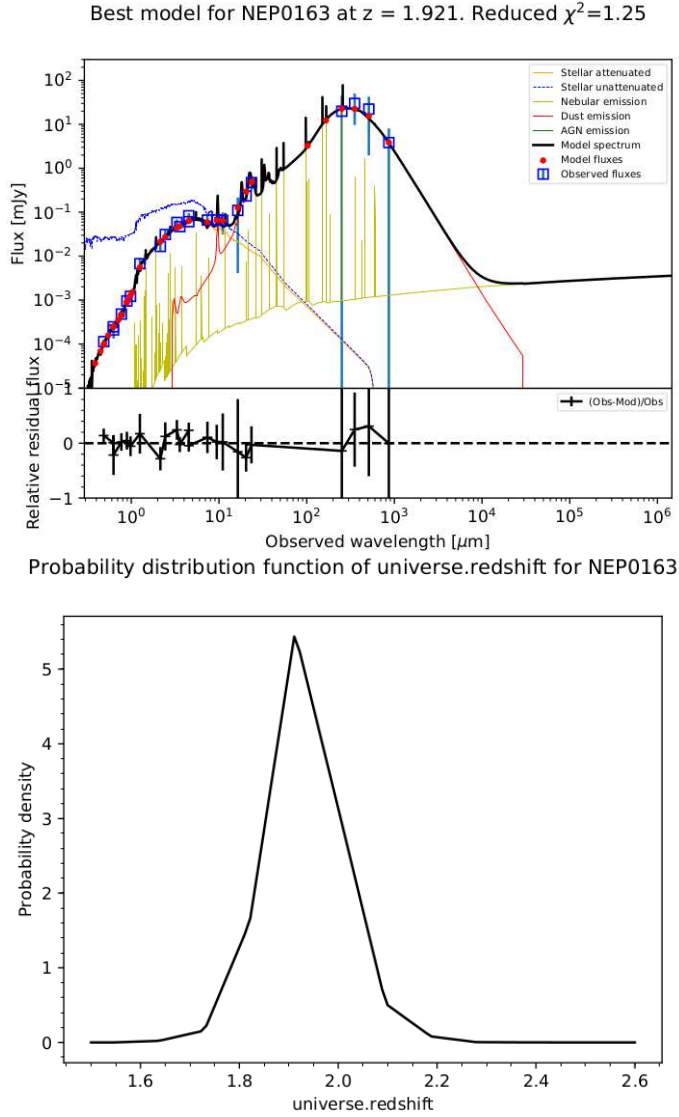 Best model for NEP0163 at z = 1.921. Reduced χ²=1.25
10²
10¹
10⁰
10⁻¹
10⁻²
10⁻³
10⁻⁴
10⁻⁵
Flux [mJy]
Stellar attenuated
Stellar unattenuated
Nebular emission
Dust emission
AGN emission
Model spectrum
Model fluxes
Observed fluxes
1
0
−1
Relative residual flux
(Obs-Mod)/Obs
10⁰ 10¹ 10² 10³ 10⁴ 10⁵ 10⁶
Observed wavelength [μm]
Probability distribution function of universe.redshift for NEP0163
5
4
3
2
1
0
Probability density
1.6 1.8 2.0 2.2 2.4 2.6
universe.redshift